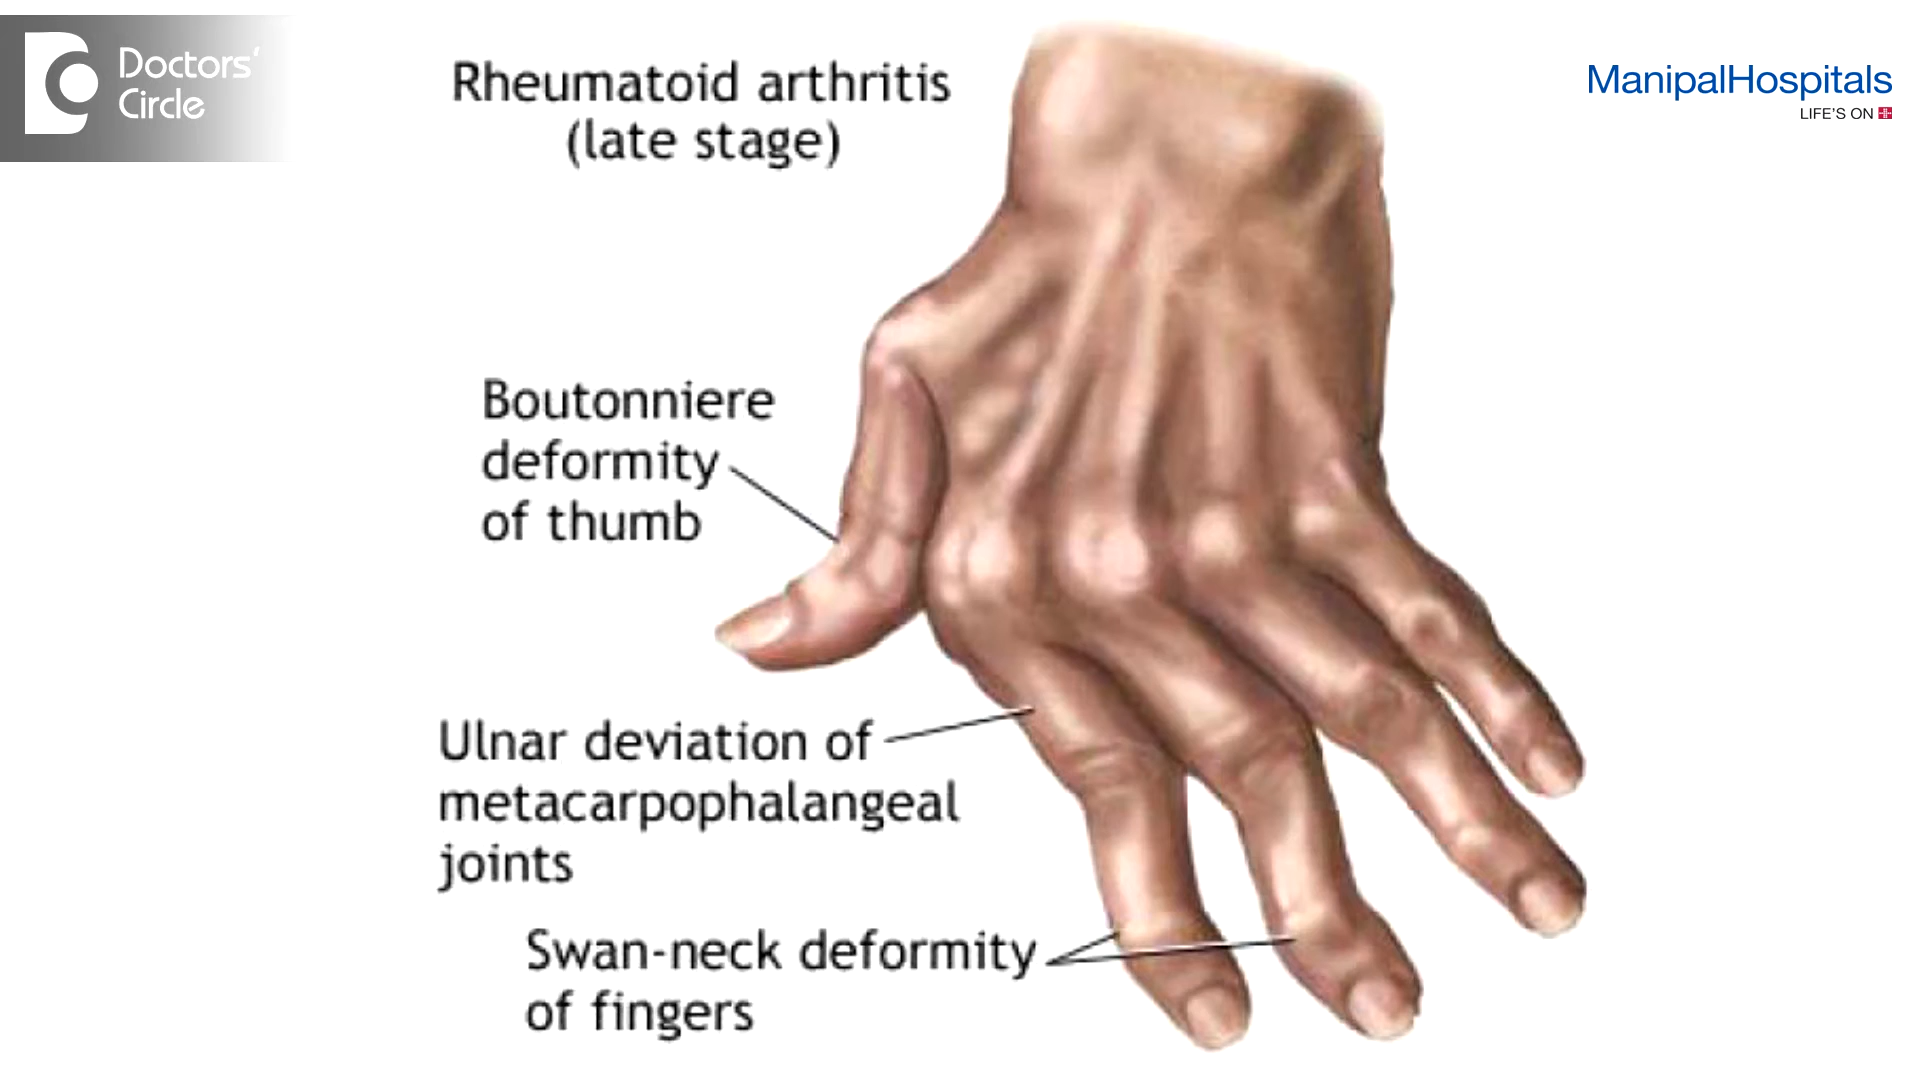 Doctors'
Circle
Rheumatoid arthritis
(late stage)
ManipalHospitals
LIFE'S ON
Boutonniere
deformity
of thumb
Ulnar deviation of
metacarpophalangeal
joints
Swan-neck deformity
of fingers